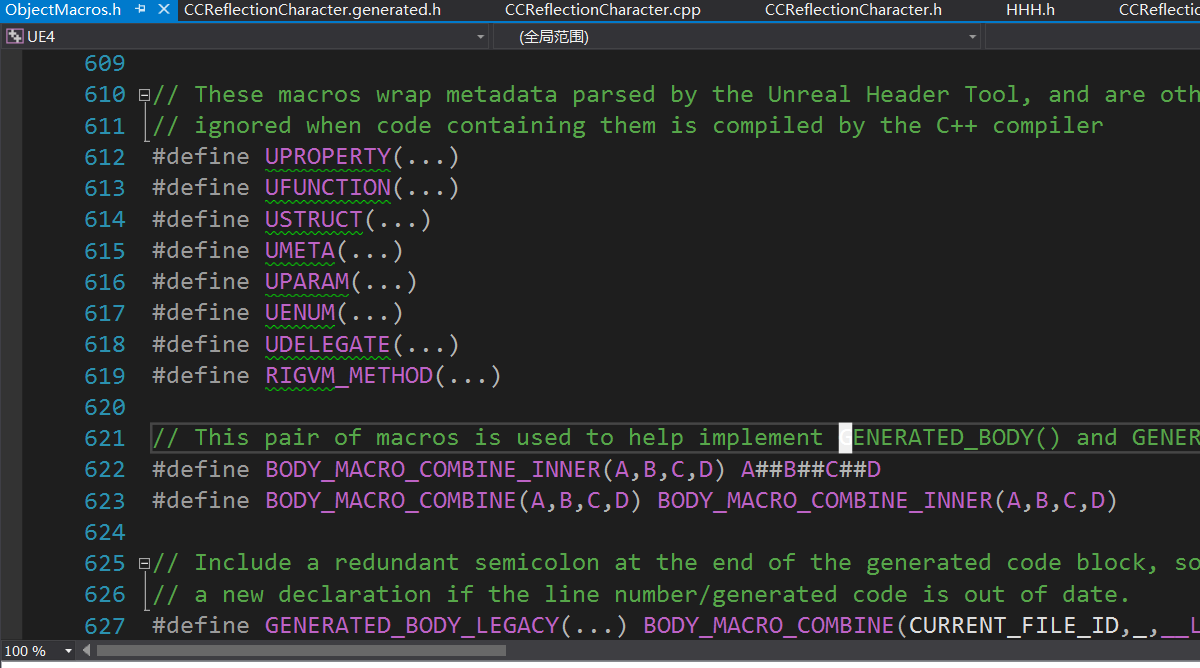 ObjectMacros.h CCReflectionCharacter.generated.h CCReflectionCharacter.cpp CCReflectionCharacter.h HHH.h CCReflectic
UE4 (全局范围)
609
610 // These macros wrap metadata parsed by the Unreal Header Tool, and are oth
611 // ignored when code containing them is compiled by the C++ compiler
612 #define UPROPERTY(...)
613 #define UFUNCTION(...)
614 #define USTRUCT(...)
615 #define UMETA(...)
616 #define UPARAM(...)
617 #define UENUM(...)
618 #define UDELEGATE(...)
619 #define RIGVM_METHOD(...)
620
621 // This pair of macros is used to help implement GENERATED_BODY() and GENER
622 #define BODY_MACRO_COMBINE_INNER(A,B,C,D) A##B##C##D
623 #define BODY_MACRO_COMBINE(A,B,C,D) BODY_MACRO_COMBINE_INNER(A,B,C,D)
624
625 // Include a redundant semicolon at the end of the generated code block, so
626 // a new declaration if the line number/generated code is out of date.
627 #define GENERATED_BODY_LEGACY(...) BODY_MACRO_COMBINE(CURRENT_FILE_ID,_,__L
100 %